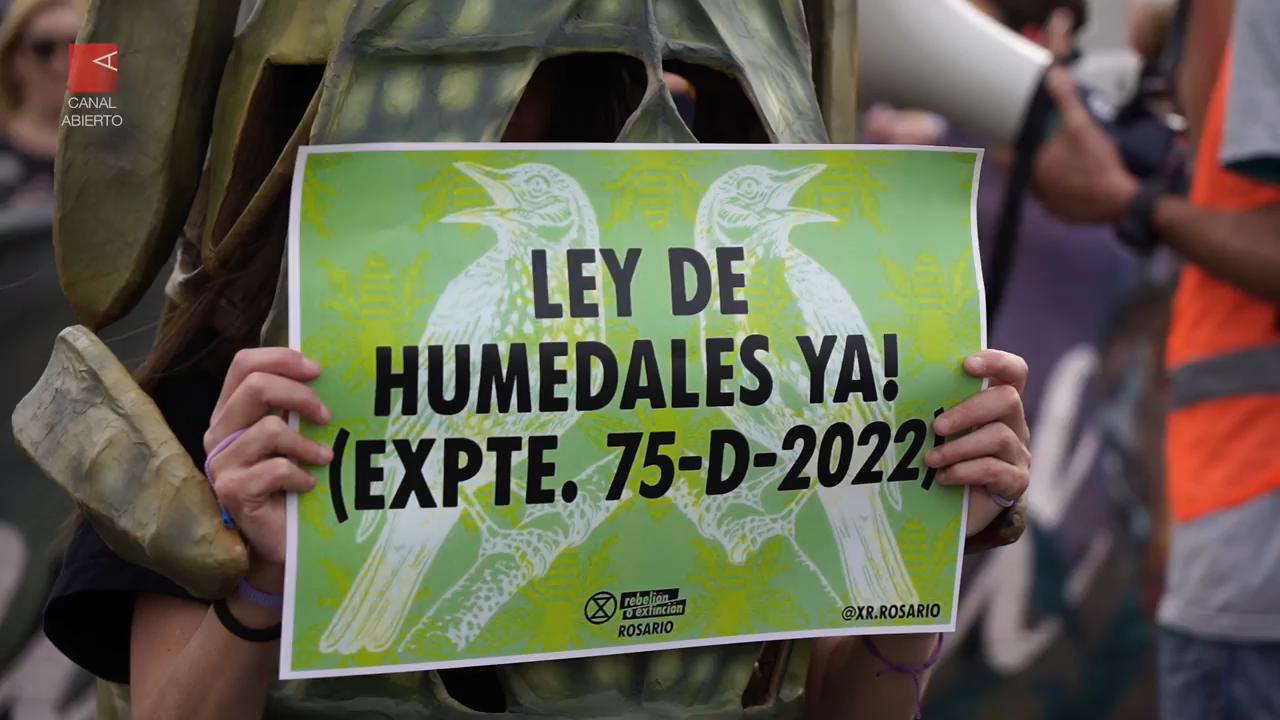 CANAL
ABIERTO
LEY DE
HUMEDALES YA!
(EXPTE. 75-D-2022)
rebelión
o extinción
ROSARIO
@XR.ROSARIO